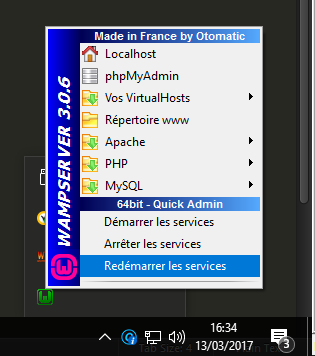 Made in France by Otomatic
WAMPSERVER 3.0.6
Localhost
phpMyAdmin
Vos VirtualHosts
Répertoire www
Apache
PHP
MySQL
64bit - Quick Admin
Démarrer les services
Arrêter les services
Redémarrer les services
16:34
13/03/2017
3